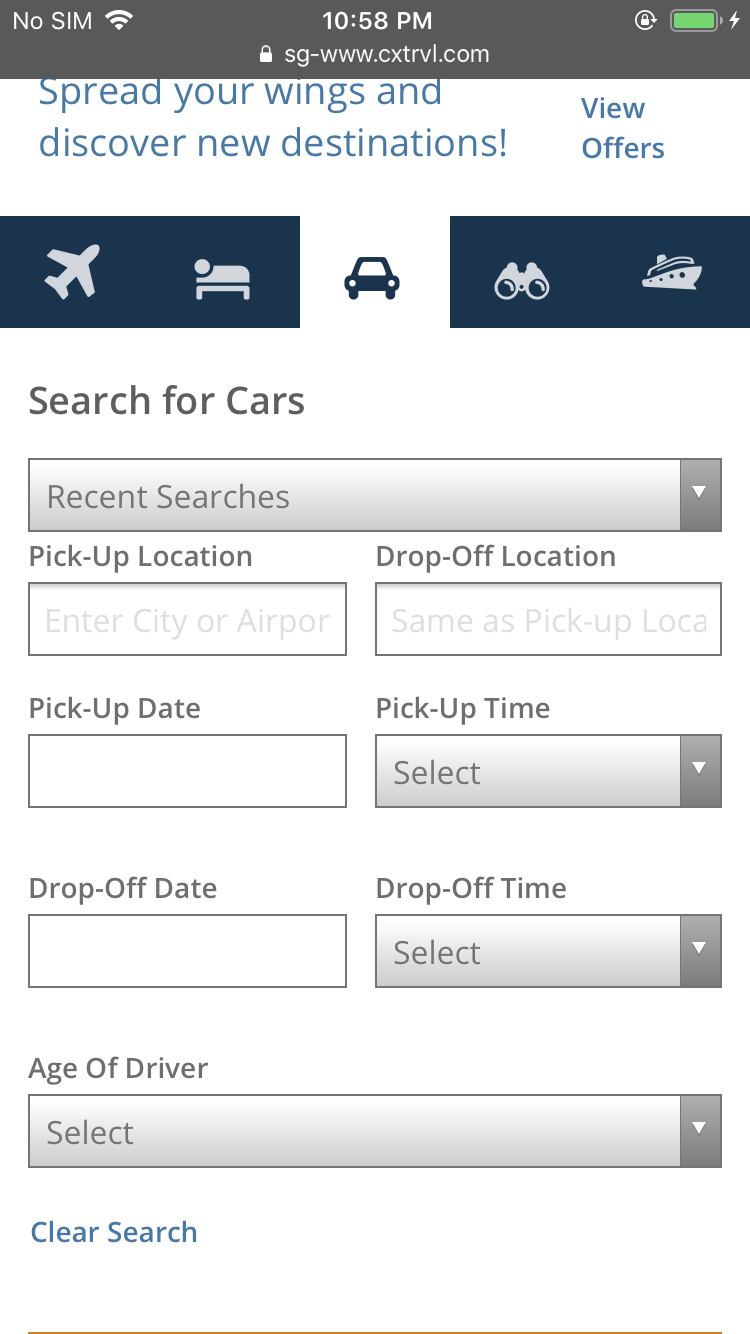 No SIM 10:58 PM
sg-www.cxtrvl.com
Spread your wings and
discover new destinations!
View
Offers
Search for Cars
Recent Searches
Pick-Up Location Drop-Off Location
Enter City or Airpor Same as Pick-up Loca
Pick-Up Date Pick-Up Time
Select
Drop-Off Date Drop-Off Time
Select
Age Of Driver
Select
Clear Search